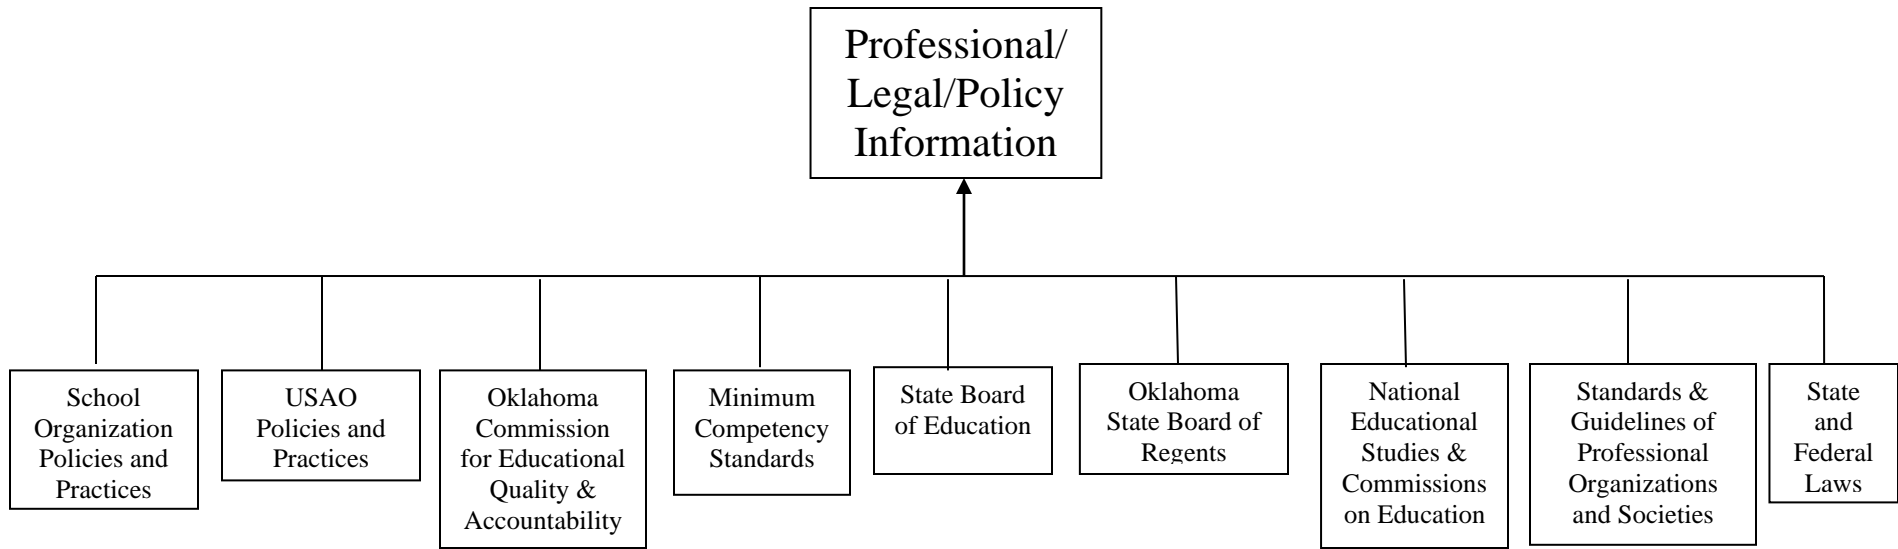 Professional/
Legal/Policy
Information
School
Organization
Policies and
Practices
USAO
Policies and
Practices
Oklahoma
Commission
for Educational
Quality &
Accountability
Minimum
Competency
Standards
State Board
of Education
Oklahoma
State Board of
Regents
National
Educational
Studies &
Commissions
on Education
Standards &
Guidelines of
Professional
Organizations
and Societies
State
and
Federal
Laws